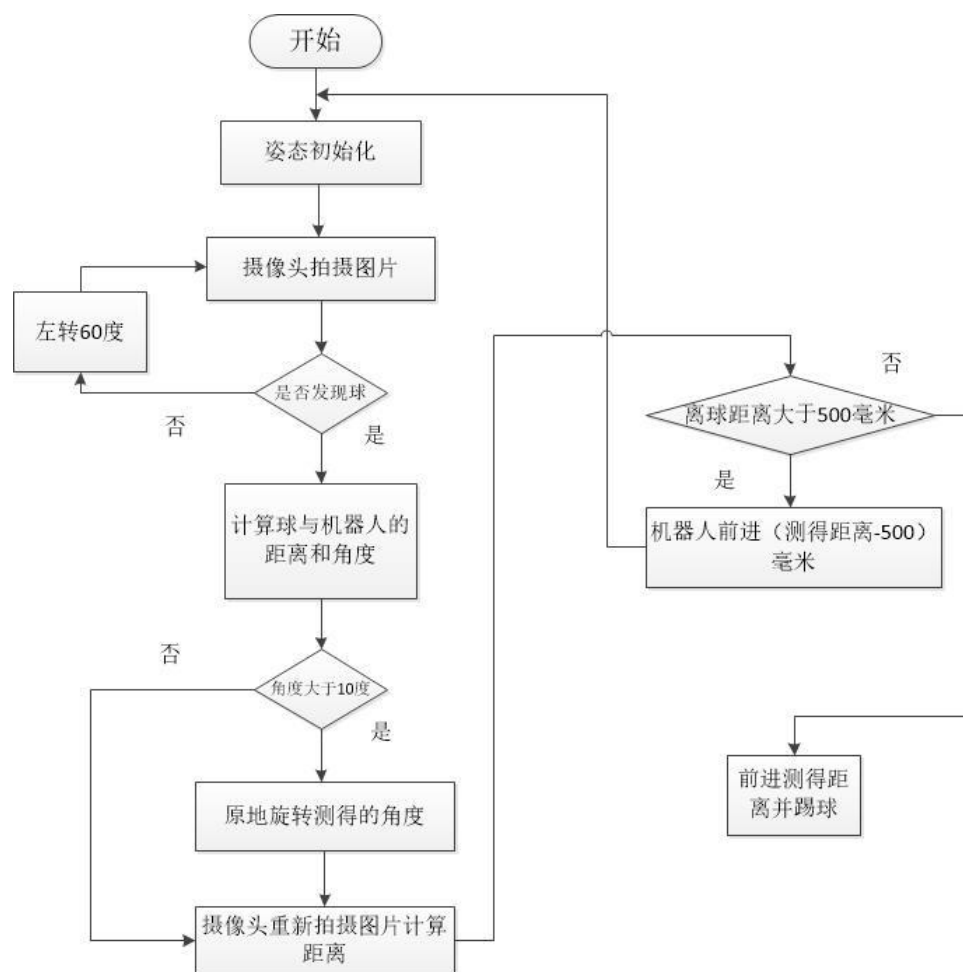 开始
姿态初始化
摄像头拍摄图片
左转60度
是否发现球
否
是
计算球与机器人的
距离和角度
否
角度大于10度
是
原地旋转测得的角度
摄像头重新拍摄图片计算
距离
否
离球距离大于500毫米
是
机器人前进（测得距离-500）
毫米
前进测得距
离并踢球